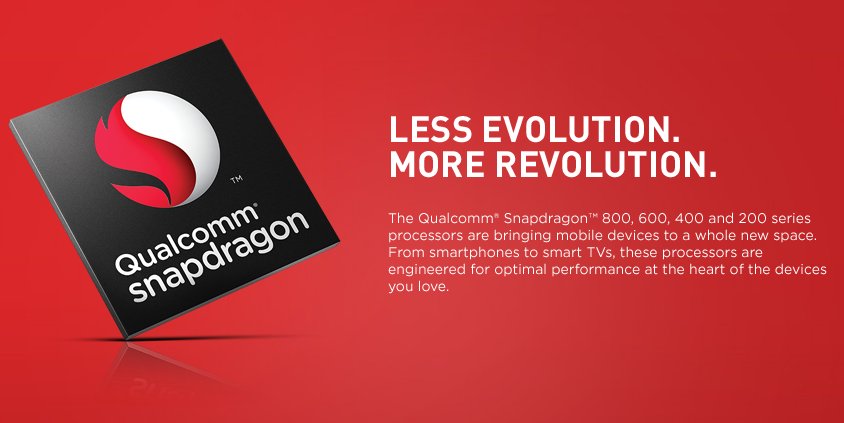 LESS EVOLUTION.
MORE REVOLUTION.
The Qualcomm® Snapdragon™ 800, 600, 400 and 200 series
processors are bringing mobile devices to a whole new space.
From smartphones to smart TVs, these processors are
engineered for optimal performance at the heart of the devices
you love.
™
Qualcomm®
snapdragon